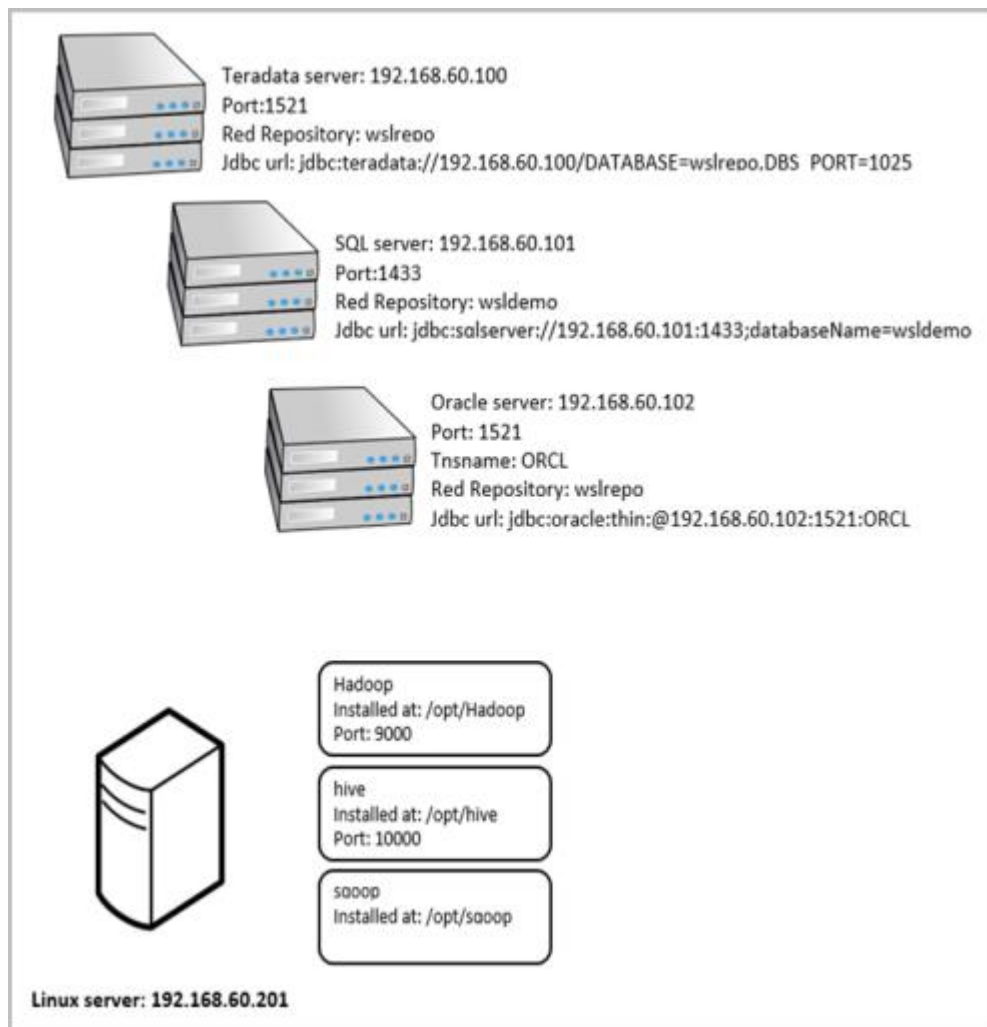 Teradata server: 192.168.60.100
Port:1521
Red Repository: wslrepo
Jdbc url: jdbc:teradata://192.168.60.100/DATABASE=wslrepo,DBS_PORT=1025
SQL server: 192.168.60.101
Port:1433
Red Repository: wsldemo
Jdbc url: jdbc:sqlserver://192.168.60.101:1433;databaseName=wsldemo
Oracle server: 192.168.60.102
Port: 1521
Tnsname: ORCL
Red Repository: wslrepo
Jdbc url: jdbc:oracle:thin:@192.168.60.102:1521:ORCL
Hadoop
Installed at: /opt/Hadoop
Port: 9000
hive
Installed at: /opt/hive
Port: 10000
sqoop
Installed at: /opt/sqoop
Linux server: 192.168.60.201